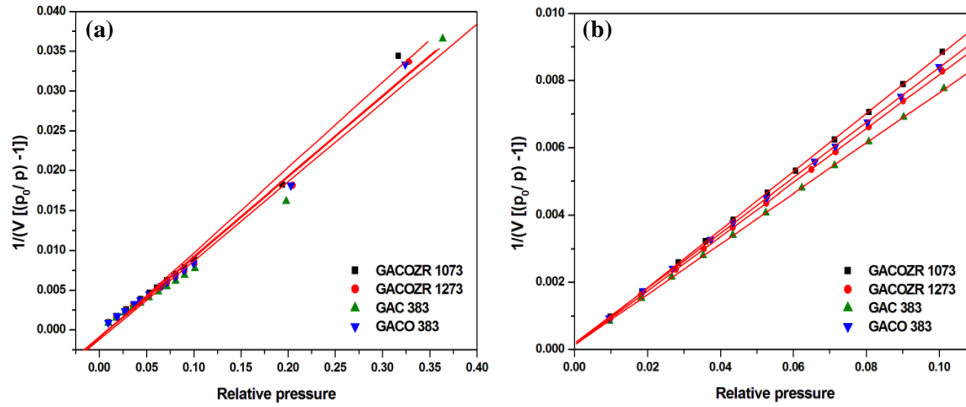 (a)
1/(V [(p0/ p) -1])
0.040
0.035
0.030
0.025
0.020
0.015
0.010
0.005
0.000
GACOZR 1073
GACOZR 1273
GAC 383
GACO 383
0.00 0.05 0.10 0.15 0.20 0.25 0.30 0.35 0.40
Relative pressure
(b)
1/(V [(p0/ p) -1])
0.010
0.008
0.006
0.004
0.002
0.000
GACOZR 1073
GACOZR 1273
GAC 383
GACO 383
0.00 0.02 0.04 0.06 0.08 0.10
Relative pressure